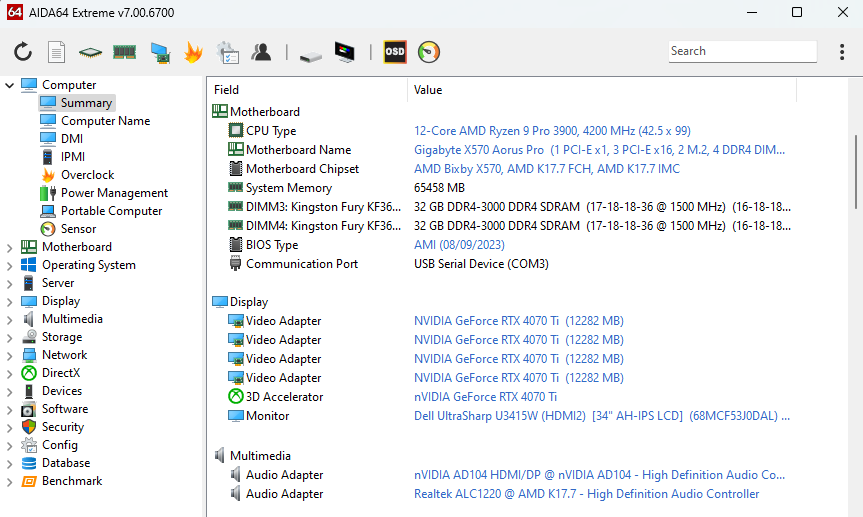 64 AIDA64 Extreme v7.00.6700
OSD
Search
Computer
Summary
Computer Name
DMI
IPMI
Overclock
Power Management
Portable Computer
Sensor
Motherboard
Operating System
Server
Display
Multimedia
Storage
Network
DirectX
Devices
Software
Security
Config
Database
Benchmark
Field Value
Motherboard
CPU Type 12-Core AMD Ryzen 9 Pro 3900, 4200 MHz (42.5 x 99)
Motherboard Name Gigabyte X570 Aorus Pro (1 PCI-E x1, 3 PCI-E x16, 2 M.2, 4 DDR4 DIM...
Motherboard Chipset AMD Bixby X570, AMD K17.7 FCH, AMD K17.7 IMC
System Memory 65458 MB
DIMM3: Kingston Fury KF36... 32 GB DDR4-3000 DDR4 SDRAM (17-18-18-36 @ 1500 MHz) (16-18-18...
DIMM4: Kingston Fury KF36... 32 GB DDR4-3000 DDR4 SDRAM (17-18-18-36 @ 1500 MHz) (16-18-18...
BIOS Type AMI (08/09/2023)
Communication Port USB Serial Device (COM3)
Display
Video Adapter NVIDIA GeForce RTX 4070 Ti (12282 MB)
Video Adapter NVIDIA GeForce RTX 4070 Ti (12282 MB)
Video Adapter NVIDIA GeForce RTX 4070 Ti (12282 MB)
Video Adapter NVIDIA GeForce RTX 4070 Ti (12282 MB)
3D Accelerator nVIDIA GeForce RTX 4070 Ti
Monitor Dell UltraSharp U3415W (HDMI2) [34" AH-IPS LCD] (68MCF53J0DAL) ...
Multimedia
Audio Adapter nVIDIA AD104 HDMI/DP @ nVIDIA AD104 - High Definition Audio Co...
Audio Adapter Realtek ALC1220 @ AMD K17.7 - High Definition Audio Controller